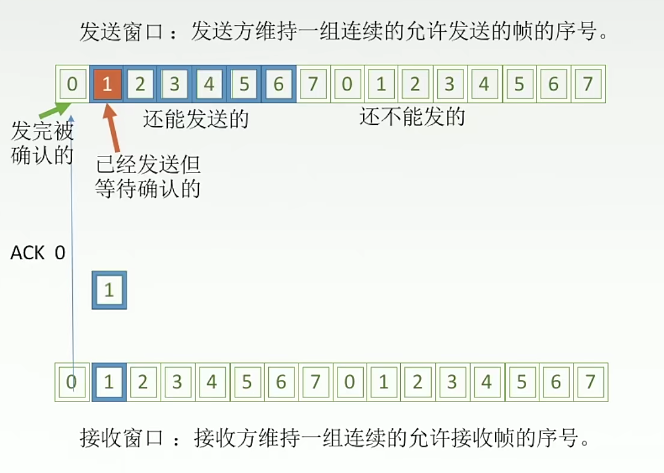 发送窗口：发送方维持一组连续的允许发送的帧的序号。
0 1 2 3 4 5 6 7 0 1 2 3 4 5 6 7
还能发送的
还不能发的
发完被
确认的
已经发送但
等待确认的
ACK 0
1
0 1 2 3 4 5 6 7 0 1 2 3 4 5 6 7
接收窗口：接收方维持一组连续的允许接收帧的序号。